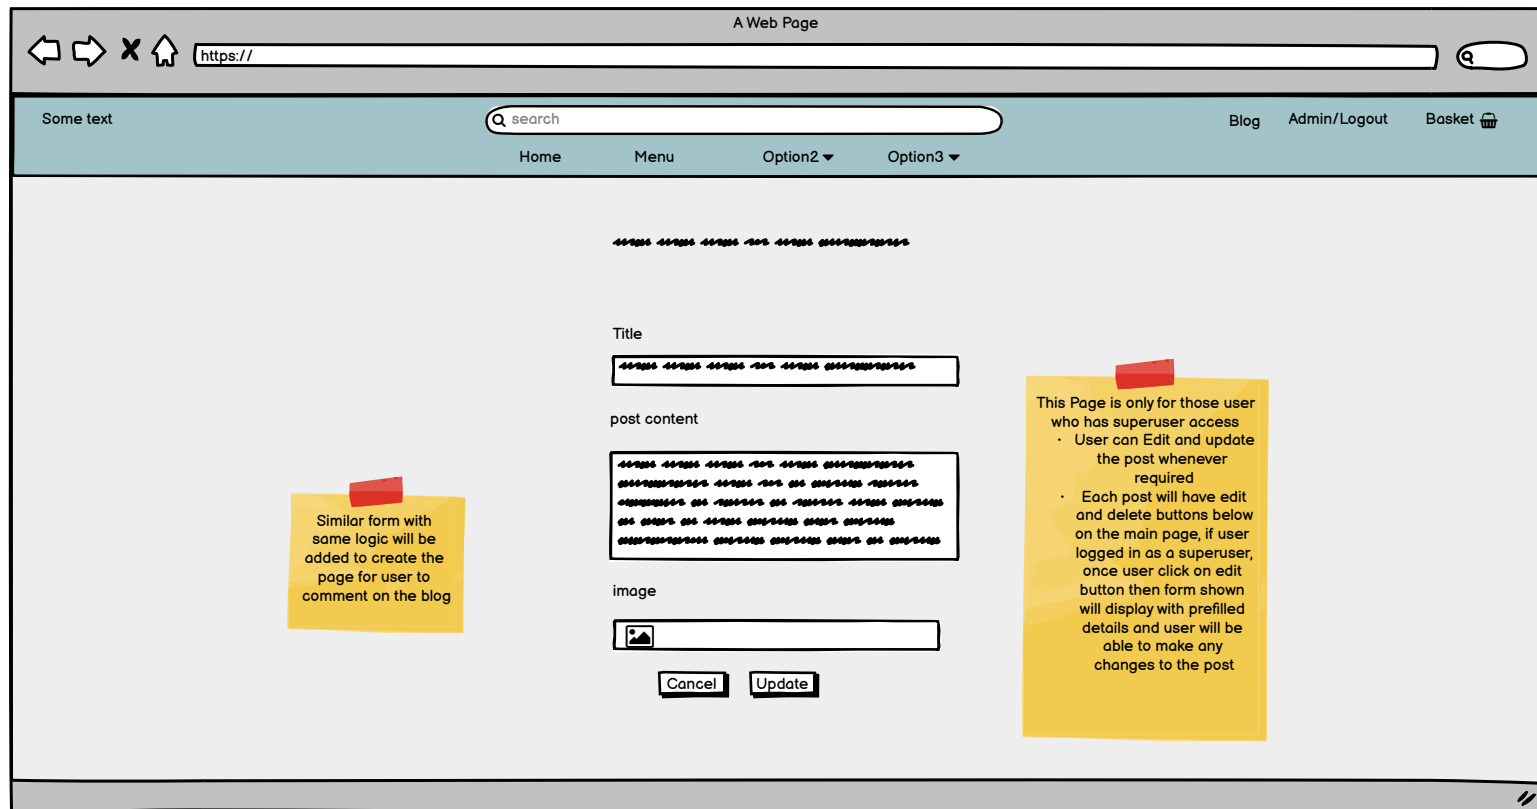 A Web Page
https://
Some text
search
Blog
Admin/Logout
Basket
Home
Menu
Option2
Option3
Title
post content
image
Cancel
Update
Similar form with
same logic will be
added to create the
page for user to
comment on the blog
This Page is only for those user
who has superuser access
· User can Edit and update
the post whenever
required
· Each post will have edit
and delete buttons below
on the main page, if user
logged in as a superuser,
once user click on edit
button then form shown
will display with prefilled
details and user will be
able to make any
changes to the post